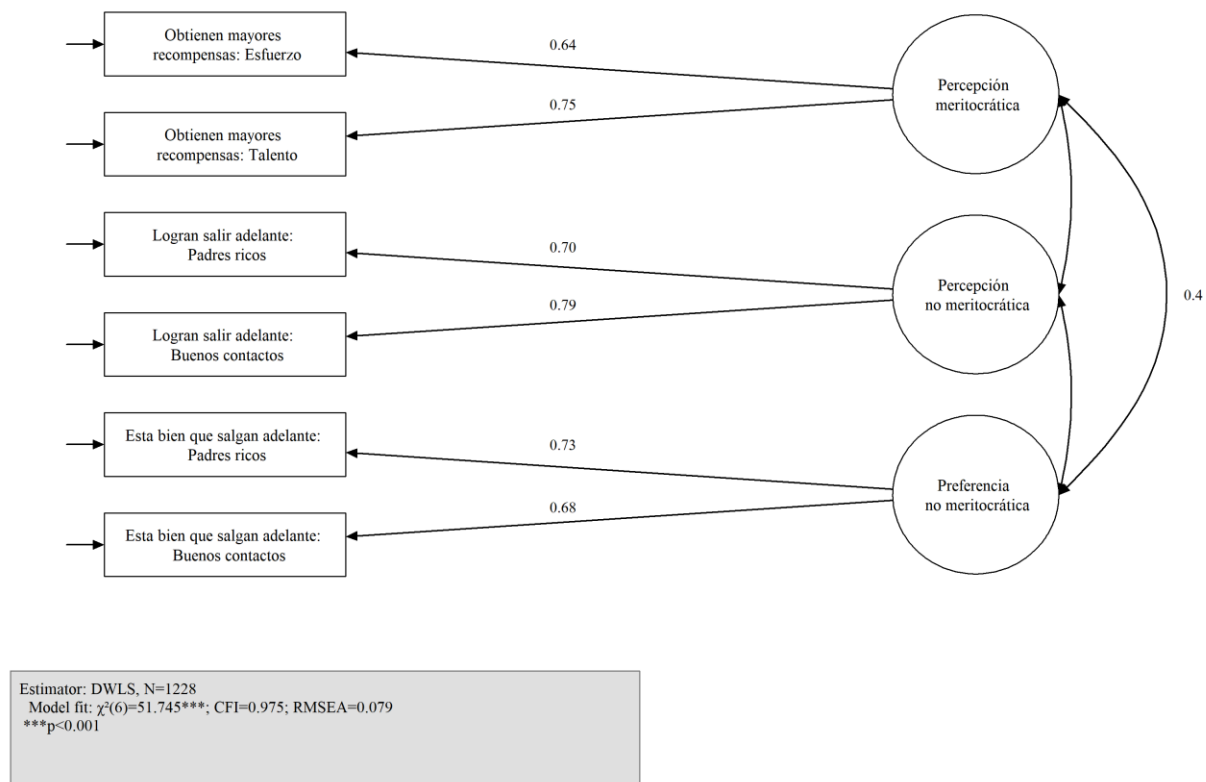 Obtienen mayores
recompensas: Esfuerzo
0.64
Percepción
meritocrática
Obtienen mayores
recompensas: Talento
0.75
Logran salir adelante:
Padres ricos
0.70
Percepción
no meritocrática
0.4
Logran salir adelante:
Buenos contactos
0.79
Esta bien que salgan adelante:
Padres ricos
0.73
Preferencia
no meritocrática
Esta bien que salgan adelante:
Buenos contactos
0.68
Estimator: DWLS, N=1228
Model fit: χ²(6)=51.745***; CFI=0.975; RMSEA=0.079
***p<0.001